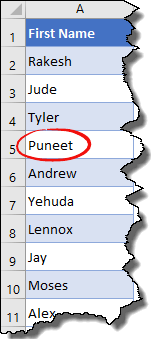 A
1 First Name
2 Rakesh
3 Jude
4 Tyler
5 Puneet
6 Andrew
7 Yehuda
8 Lennox
9 Jay
10 Moses
11 Alex